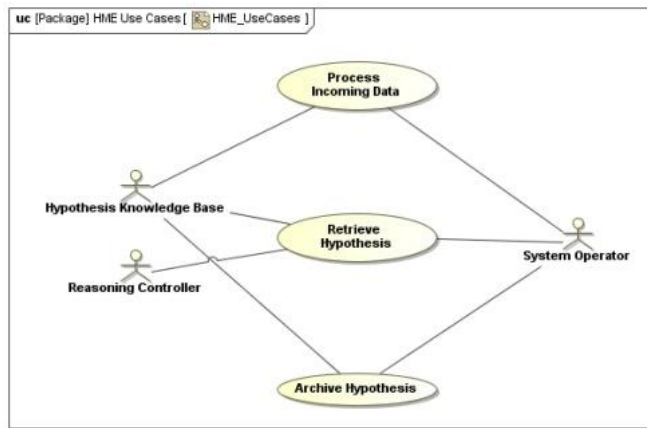 uc [Package] HME Use Cases [ HME_UseCases ]
Process
Incoming Data
Hypothesis Knowledge Base
Retrieve
Hypothesis
System Operator
Reasoning Controller
Archive Hypothesis